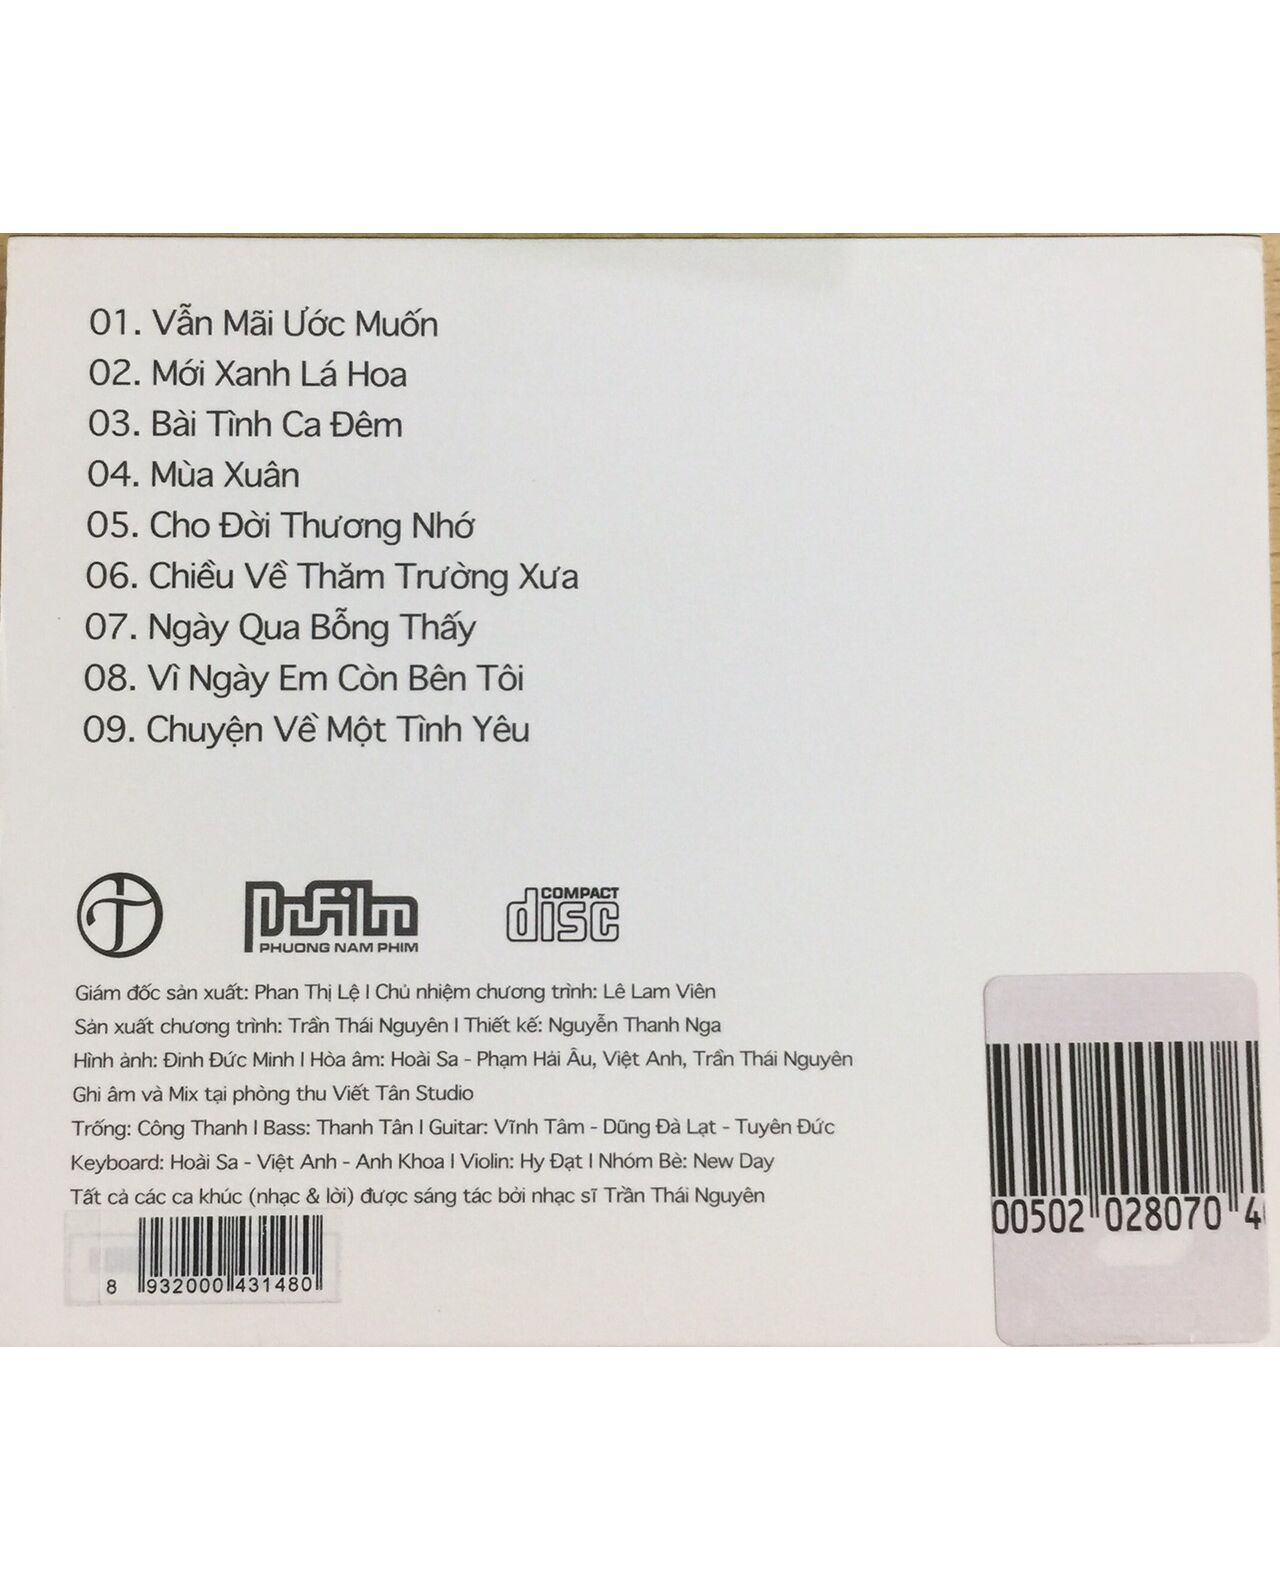 01. Vẫn Mãi Ước Muốn
02. Mới Xanh Lá Hoa
03. Bài Tình Ca Đêm
04. Mùa Xuân
05. Cho Đời Thương Nhớ
06. Chiều Về Thăm Trường Xưa
07. Ngày Qua Bỗng Thấy
08. Vì Ngày Em Còn Bên Tôi
09. Chuyện Về Một Tình Yêu
PnFilm
PHUONG NAM PHIM
COMPACT
disc
Giám đốc sản xuất: Phan Thị Lệ I Chủ nhiệm chương trình: Lê Lam Viên
Sản xuất chương trình: Trần Thái Nguyên I Thiết kế: Nguyễn Thanh Nga
Hình ảnh: Đinh Đức Minh I Hòa âm: Hoài Sa - Phạm Hải Âu, Việt Anh, Trần Thái Nguyên
Ghi âm và Mix tại phòng thu Viết Tân Studio
Trống: Công Thanh I Bass: Thanh Tân I Guitar: Vĩnh Tâm - Dũng Đà Lạt - Tuyên Đức
Keyboard: Hoài Sa - Việt Anh - Anh Khoa I Violin: Hy Đạt I Nhóm Bè: New Day
Tất cả các ca khúc (nhạc & lời) được sáng tác bởi nhạc sĩ Trần Thái Nguyên
8 932000 431480
00502 028070 4